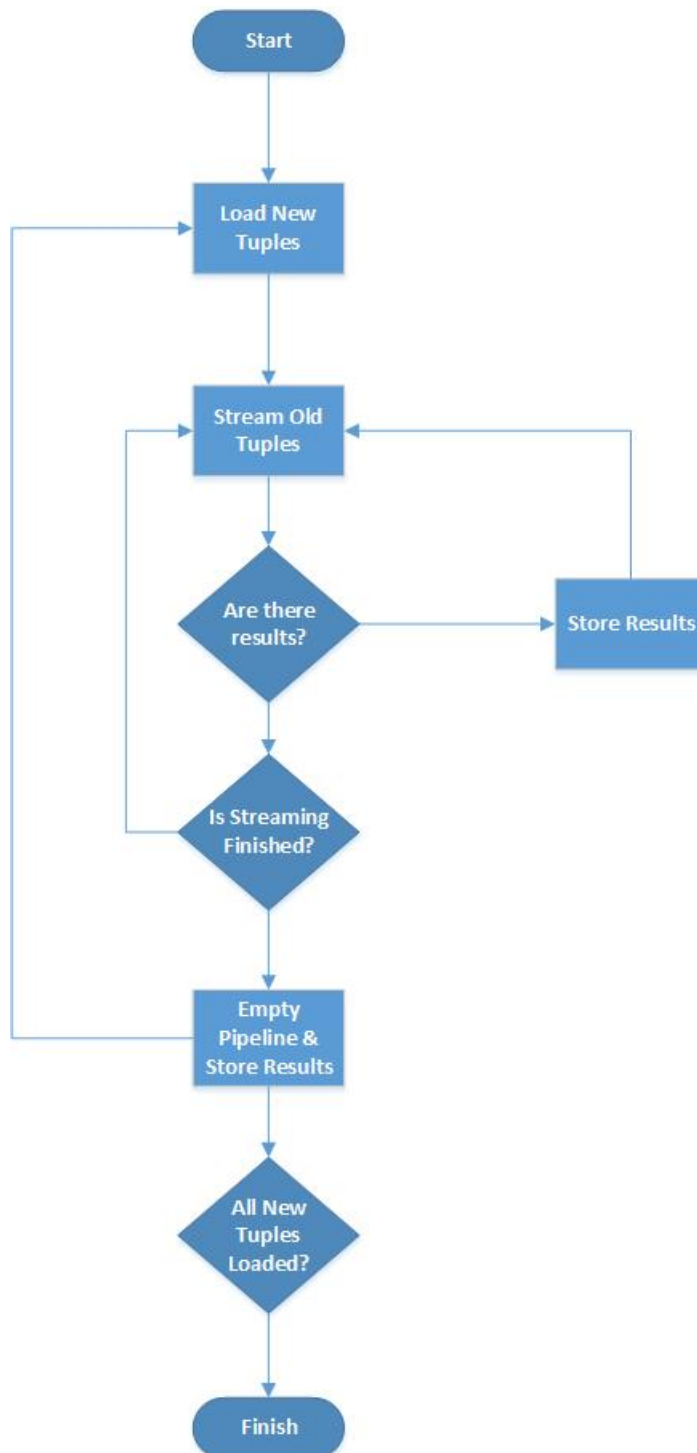 Start
Load New
Tuples
Stream Old
Tuples
Are there
results?
Store Results
Is Streaming
Finished?
Empty
Pipeline &
Store Results
All New
Tuples
Loaded?
Finish